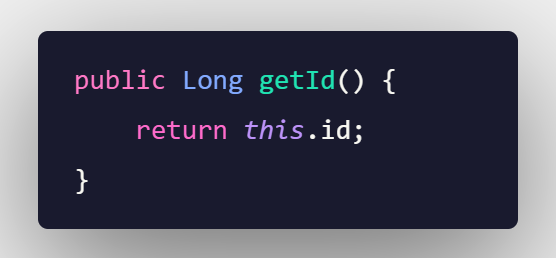 public Long getId() {
    return this.id;
}